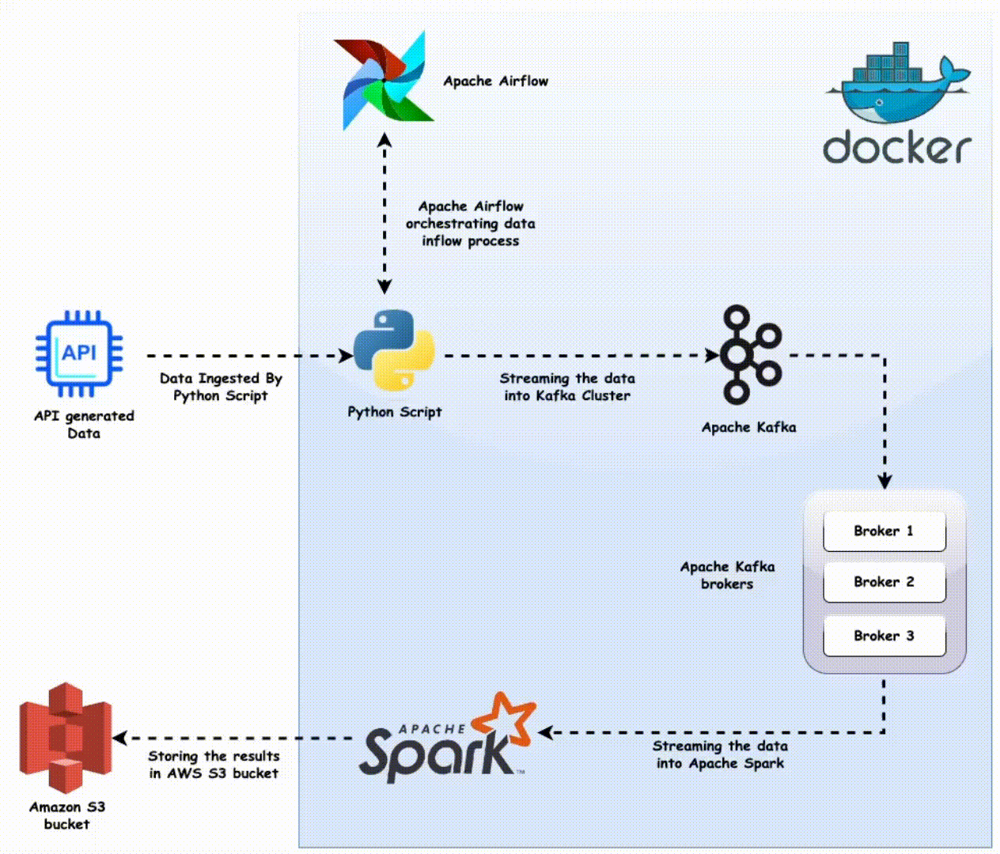 Apache Airflow
docker
Apache Airflow
orchestrating data
inflow process
API
Data Ingested By
Python Script
API generated
Data
Python Script
Streaming the data
into Kafka Cluster
Apache Kafka
Broker 1
Apache Kafka
brokers
Broker 2
Broker 3
APACHE
Spark
TM
Streaming the data
into Apache Spark
Storing the results
in AWS S3 bucket
Amazon S3
bucket